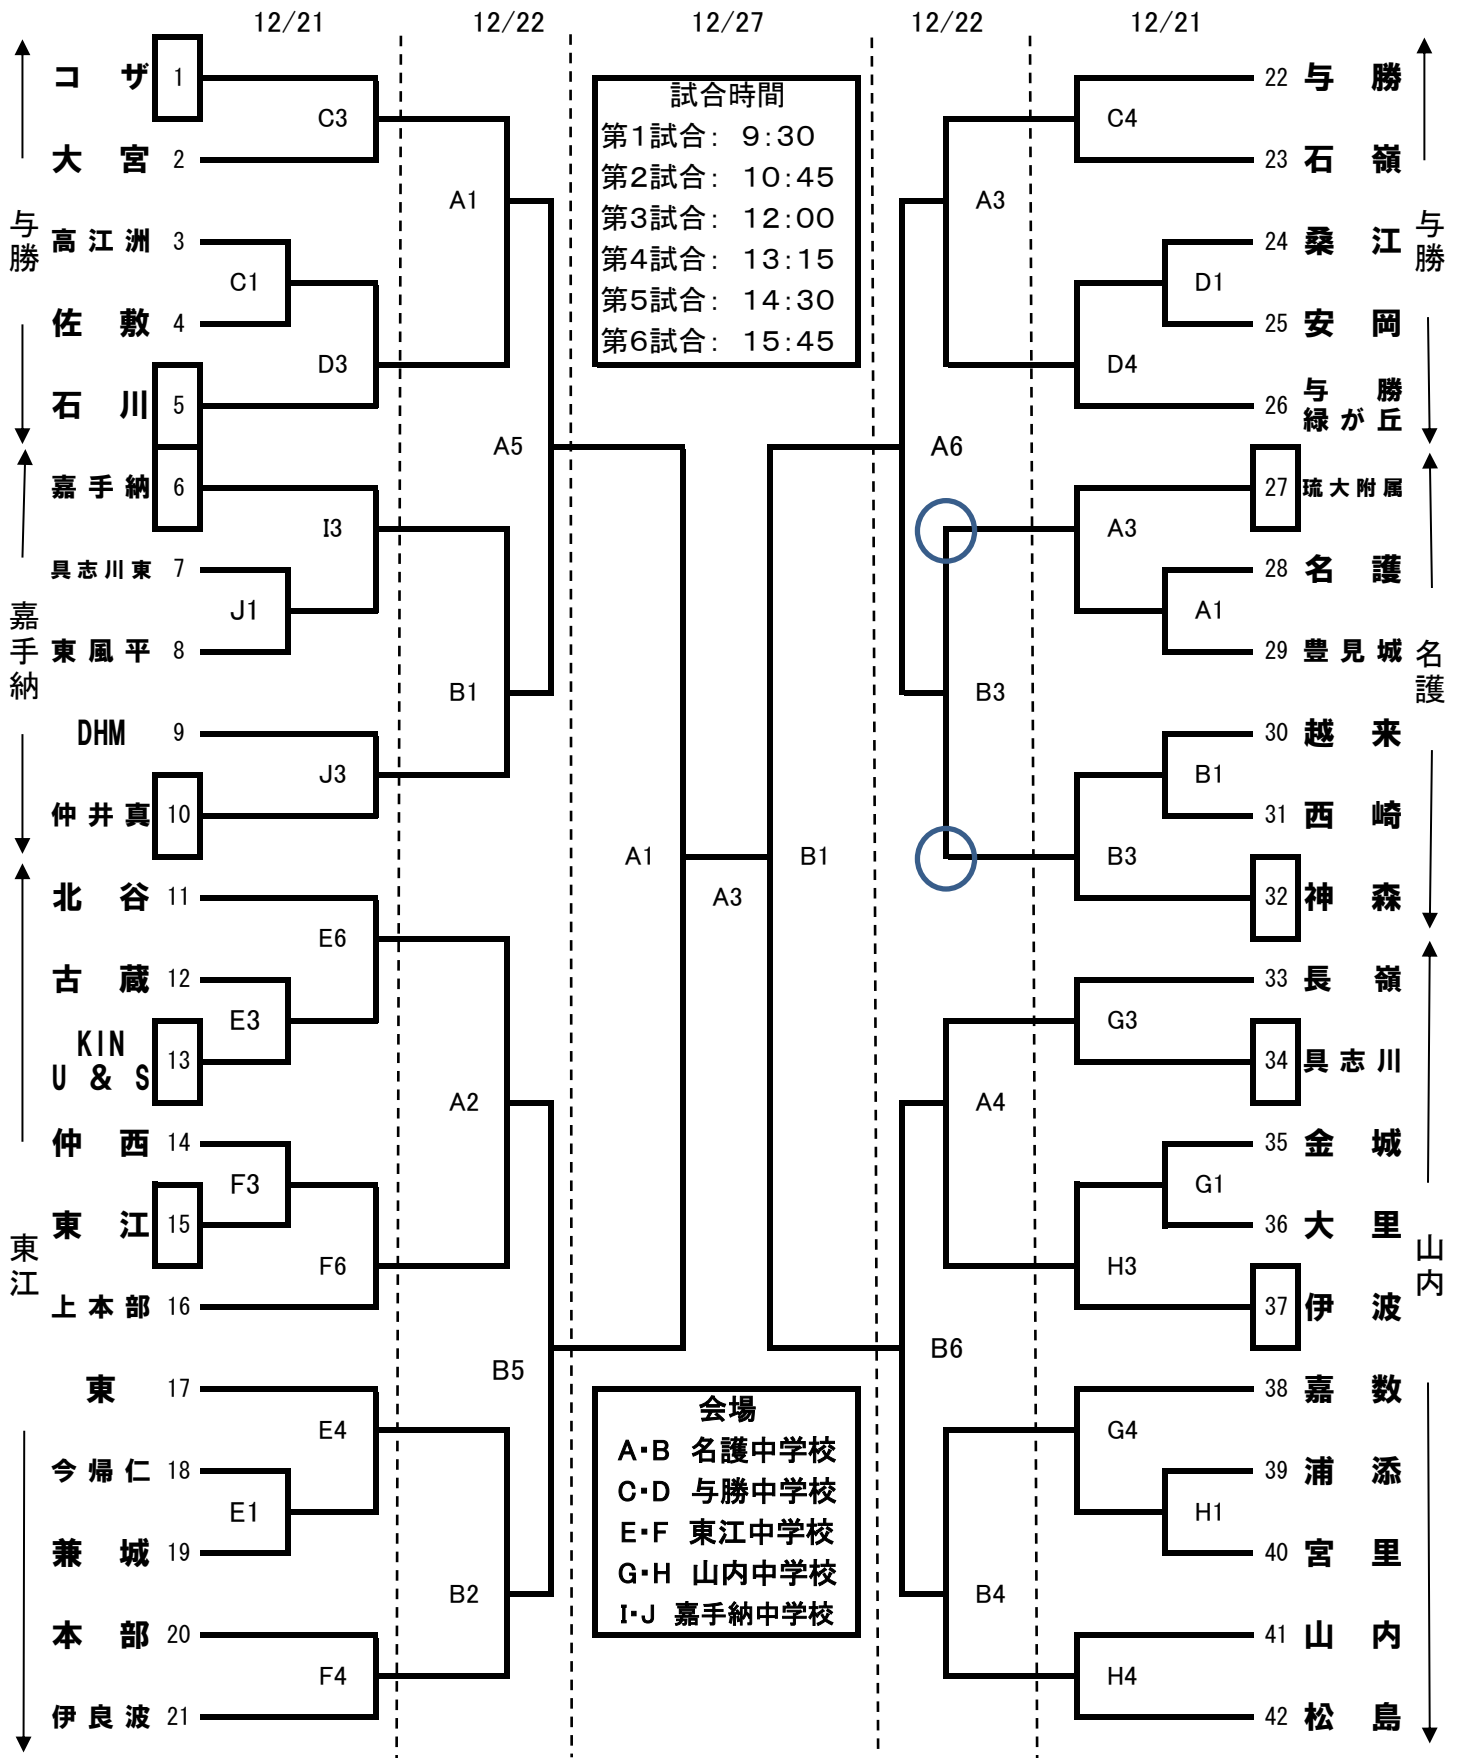 12/21 12/22 12/27 12/22 12/21
試合時間
第1試合： 9：30
第2試合： 10：45
第3試合： 12：00
第4試合： 13：15
第5試合： 14：30
第6試合： 15：45
与勝
嘉手納
東江
コザ 1
大宮 2
高江洲 3
佐敷 4
石川 5
嘉手納 6
具志川東 7
東風平 8
DHM 9
仲井真 10
北谷 11
古蔵 12
KIN
U & S 13
仲西 14
東江 15
上本部 16
東 17
今帰仁 18
兼城 19
本部 20
伊良波 21
C3
C1
D3
I3
J1
J3
E6
E3
F3
F6
E4
E1
F4
A1
B1
A2
B2
A5
B5
A1
A3
B1
A6
B6
A3
B3
A4
B4
C4
D1
D4
A3
A1
B1
B3
G3
G1
H3
G4
H1
H4
22 与勝
23 石嶺
24 桑江
25 安岡
26 与勝
緑が丘
27 琉大附属
28 名護
29 豊見城
30 越来
31 西崎
32 神森
33 長嶺
34 具志川
35 金城
36 大里
37 伊波
38 嘉数
39 浦添
40 宮里
41 山内
42 松島
与勝
名護
山内
会場
A・B 名護中学校
C・D 与勝中学校
E・F 東江中学校
G・H 山内中学校
I・J 嘉手納中学校